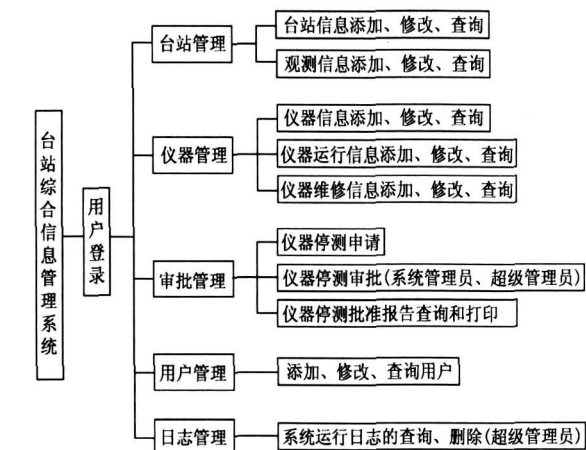 台站综合信息管理系统
用户登录
台站管理
台站信息添加、修改、查询
观测信息添加、修改、查询
仪器管理
仪器信息添加、修改、查询
仪器运行信息添加、修改、查询
仪器维修信息添加、修改、查询
审批管理
仪器停测申请
仪器停测审批(系统管理员、超级管理员)
仪器停测批准报告查询和打印
用户管理
添加、修改、查询用户
日志管理
系统运行日志的查询、删除(超级管理员)